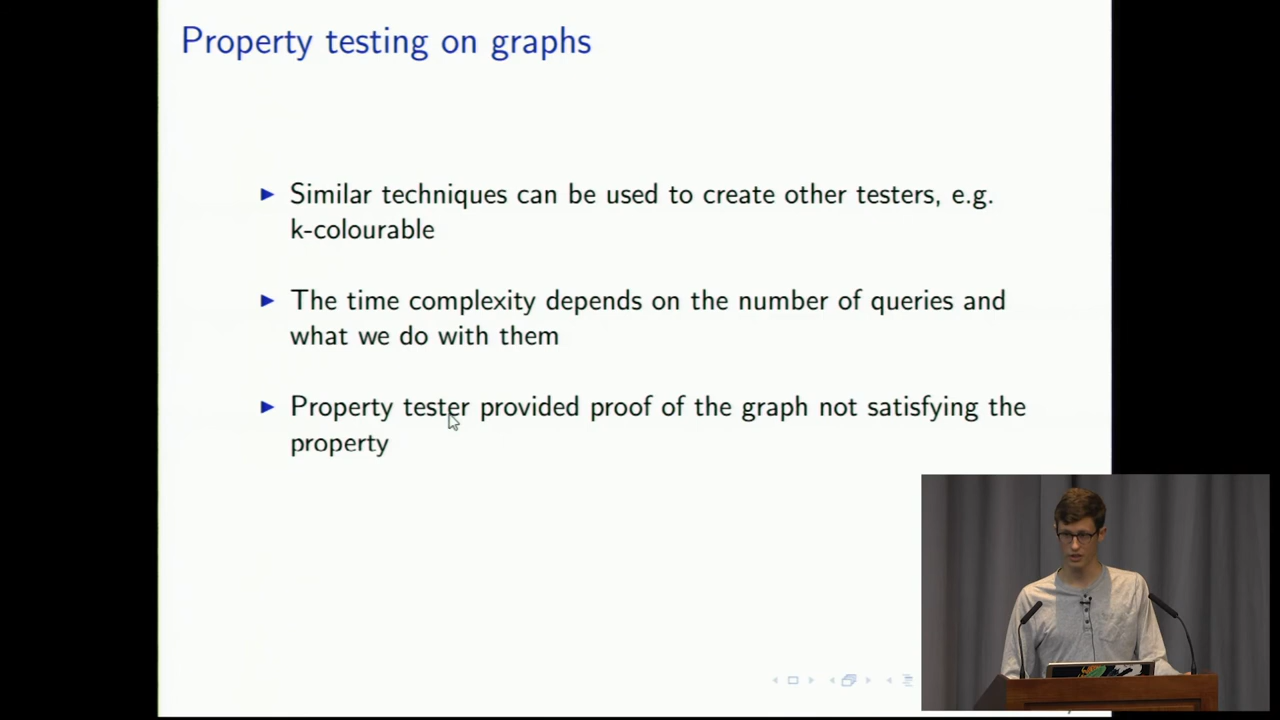 Property testing on graphs
Similar techniques can be used to create other testers, e.g.
k-colourable
The time complexity depends on the number of queries and
what we do with them
Property tester provided proof of the graph not satisfying the
property